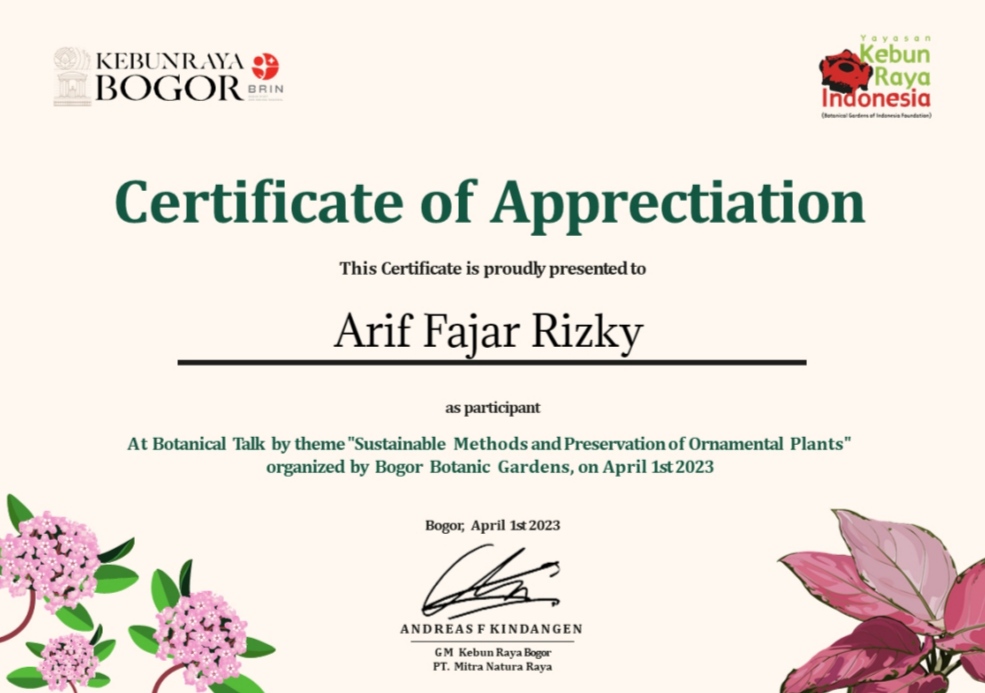 KEBUNRAYA
BOGOR
BRIN
Yayasan
Kebun
Raya
Indonesia
(Botanical Gardens of Indonesia Foundation)
Certificate of Apprectiation
This Certificate is proudly presented to
Arif Fajar Rizky
as participant
At Botanical Talk by theme "Sustainable Methods and Preservation of Ornamental Plants"
organized by Bogor Botanic Gardens, on April 1st 2023
Bogor, April 1st 2023
ANDREAS F KINDANGEN
GM Kebun Raya Bogor
PT. Mitra Natura Raya